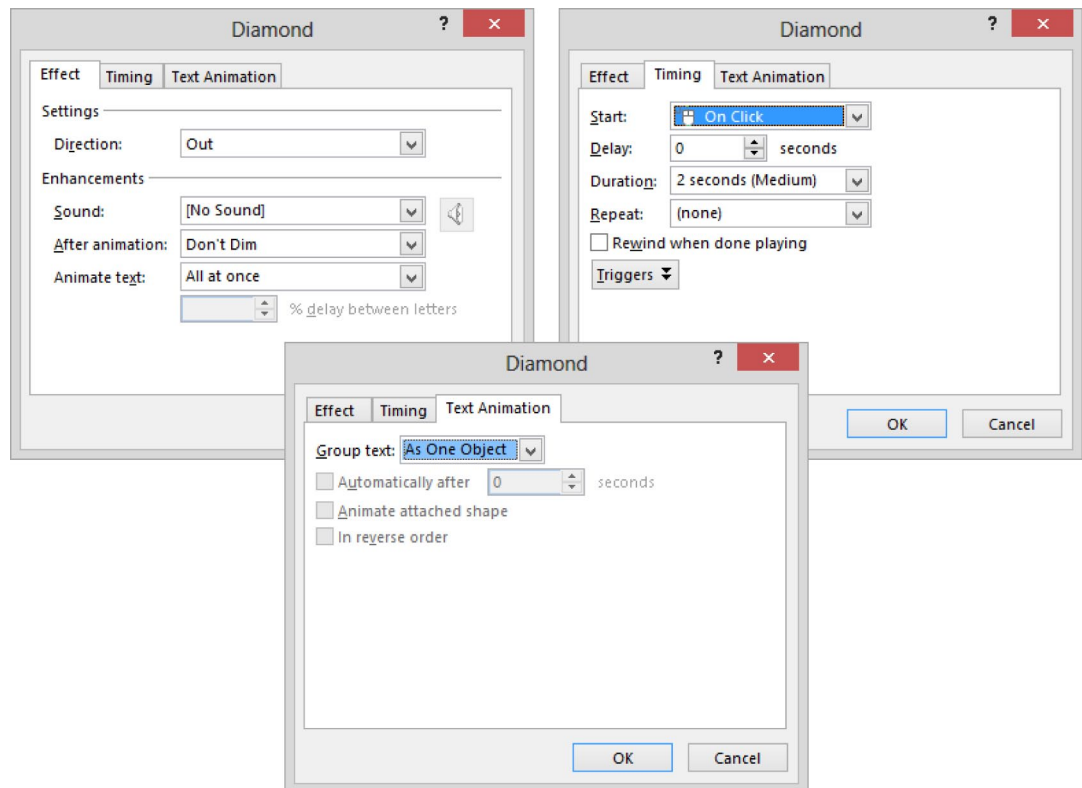 Diamond ? ×
Effect Timing Text Animation
Settings
Direction: Out
Enhancements
Sound: [No Sound]
After animation: Don't Dim
Animate text: All at once
% delay between letters
Diamond ? ×
Effect Timing Text Animation
Start: On Click
Delay: 0 seconds
Duration: 2 seconds (Medium)
Repeat: (none)
Rewind when done playing
Triggers
OK Cancel
Diamond ? ×
Effect Timing Text Animation
Group text: As One Object
Automatically after 0 seconds
Animate attached shape
In reverse order
OK Cancel